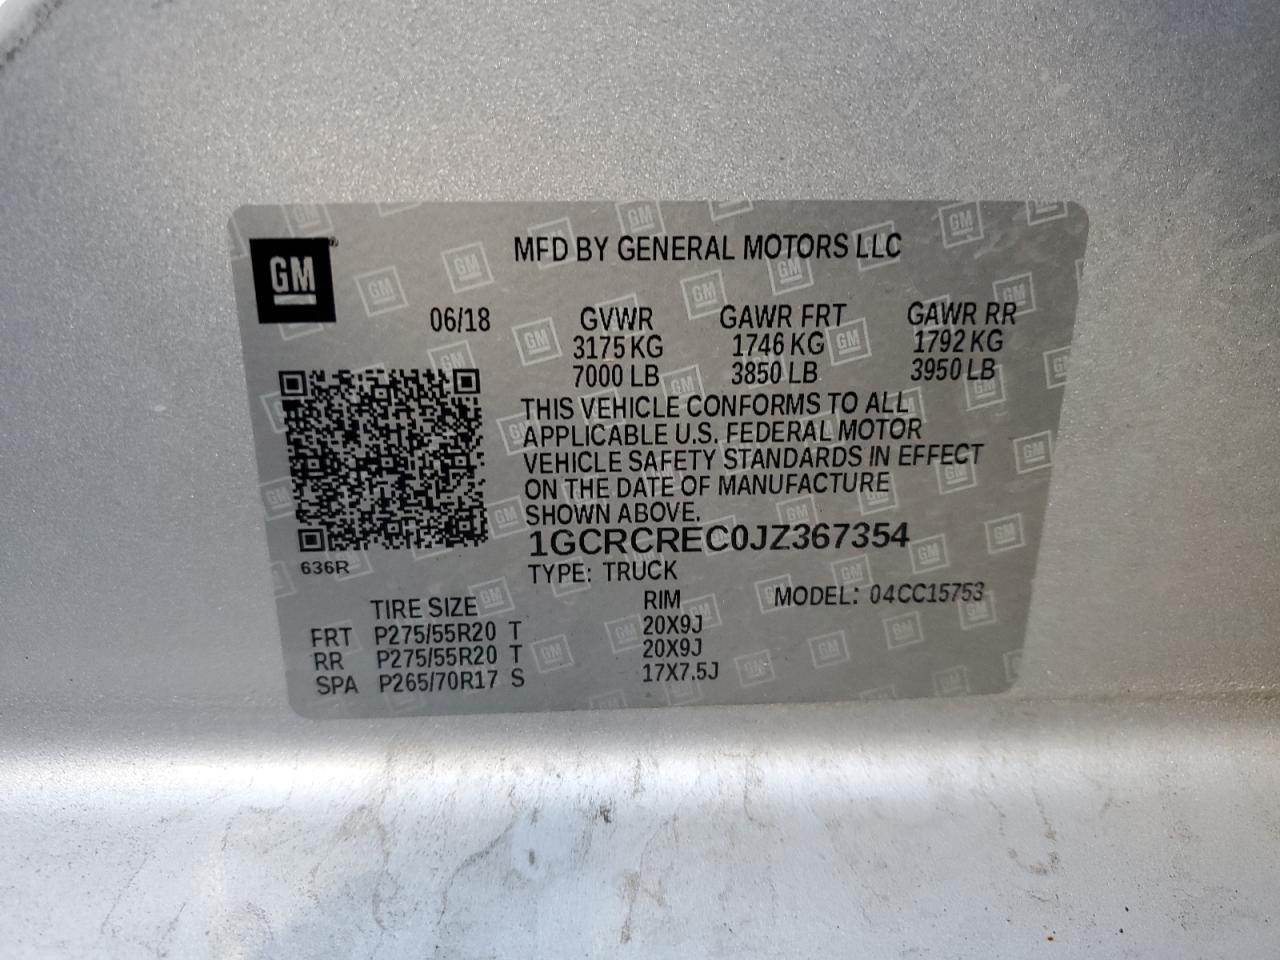 GM
MFD BY GENERAL MOTORS LLC
06/18 GVWR GAWR FRT GAWR RR
3175 KG 1746 KG 1792 KG
7000 LB 3850 LB 3950 LB
THIS VEHICLE CONFORMS TO ALL
APPLICABLE U.S. FEDERAL MOTOR
VEHICLE SAFETY STANDARDS IN EFFECT
ON THE DATE OF MANUFACTURE
SHOWN ABOVE.
1GCRCREC0JZ367354
636R
TYPE: TRUCK
MODEL: 04CC15753
TIRE SIZE RIM
FRT P275/55R20 T 20X9J
RR P275/55R20 T 20X9J
SPA P265/70R17 S 17X7.5J